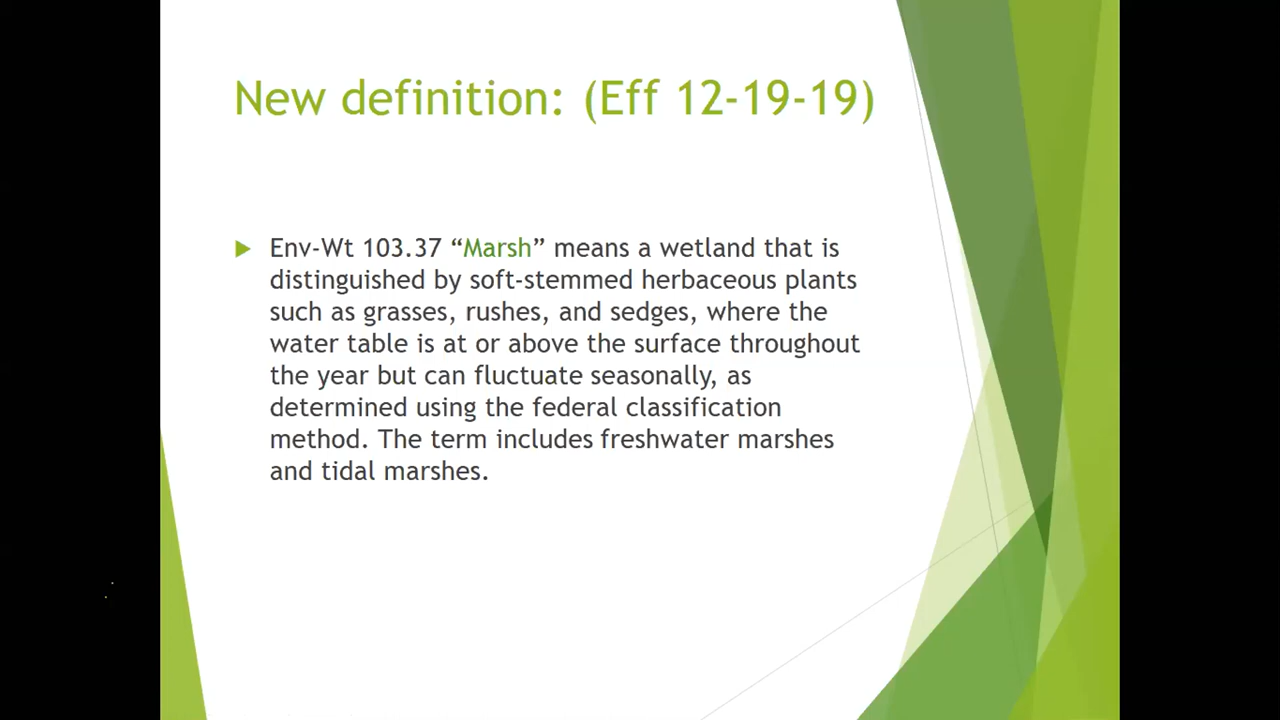 New definition: (Eff 12-19-19)
Env-Wt 103.37 “Marsh” means a wetland that is
distinguished by soft-stemmed herbaceous plants
such as grasses, rushes, and sedges, where the
water table is at or above the surface throughout
the year but can fluctuate seasonally, as
determined using the federal classification
method. The term includes freshwater marshes
and tidal marshes.